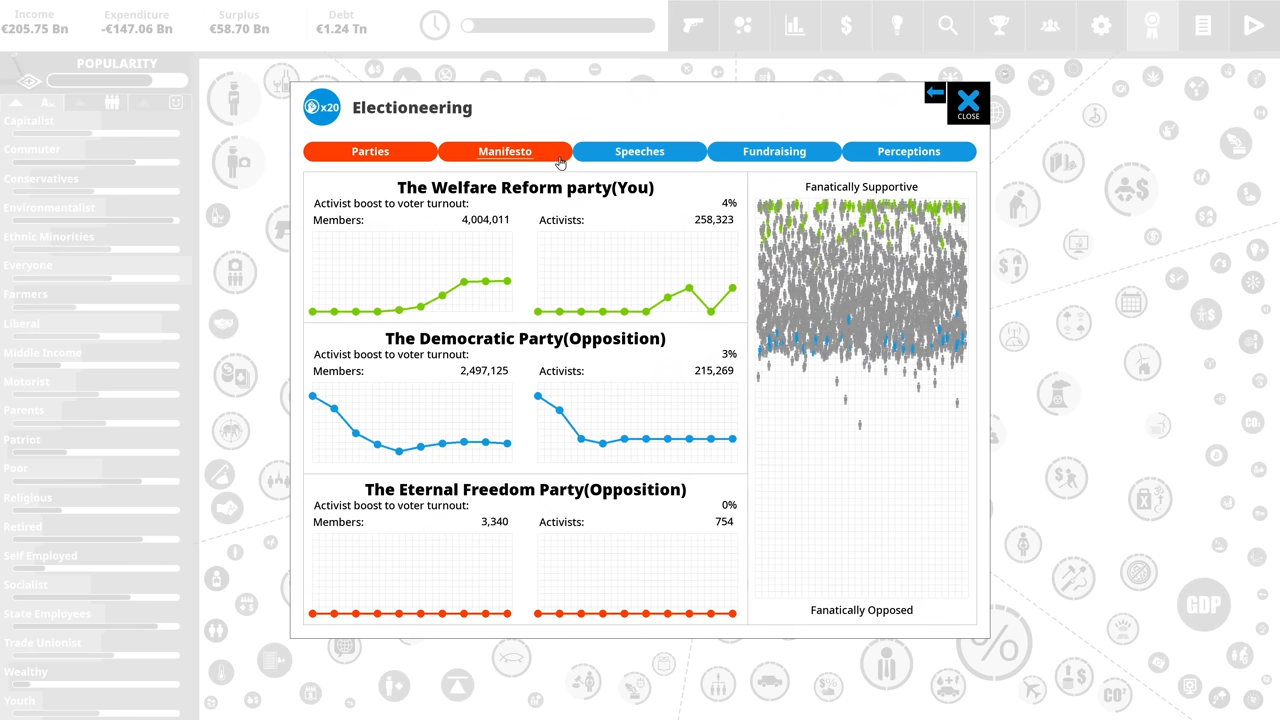 Income Expenditure Surplus Debt
€205.75 Bn -€147.06 Bn €58.70 Bn €1.24 Tn
POPULARITY
Capitalist
Commuter
Conservatives
Environmentalist
Ethnic Minorities
Everyone
Farmers
Liberal
Middle Income
Motorist
Parents
Patriot
Poor
Religious
Retired
Self Employed
Socialist
State Employees
Trade Unionist
Wealthy
Youth
x20 Electioneering
CLOSE
Parties Manifesto Speeches Fundraising Perceptions
The Welfare Reform party(You)
Activist boost to voter turnout: 4%
Members: 4,004,011 Activists: 258,323
The Democratic Party(Opposition)
Activist boost to voter turnout: 3%
Members: 2,497,125 Activists: 215,269
The Eternal Freedom Party(Opposition)
Activist boost to voter turnout: 0%
Members: 3,340 Activists: 754
Fanatically Supportive
Fanatically Opposed
GDP